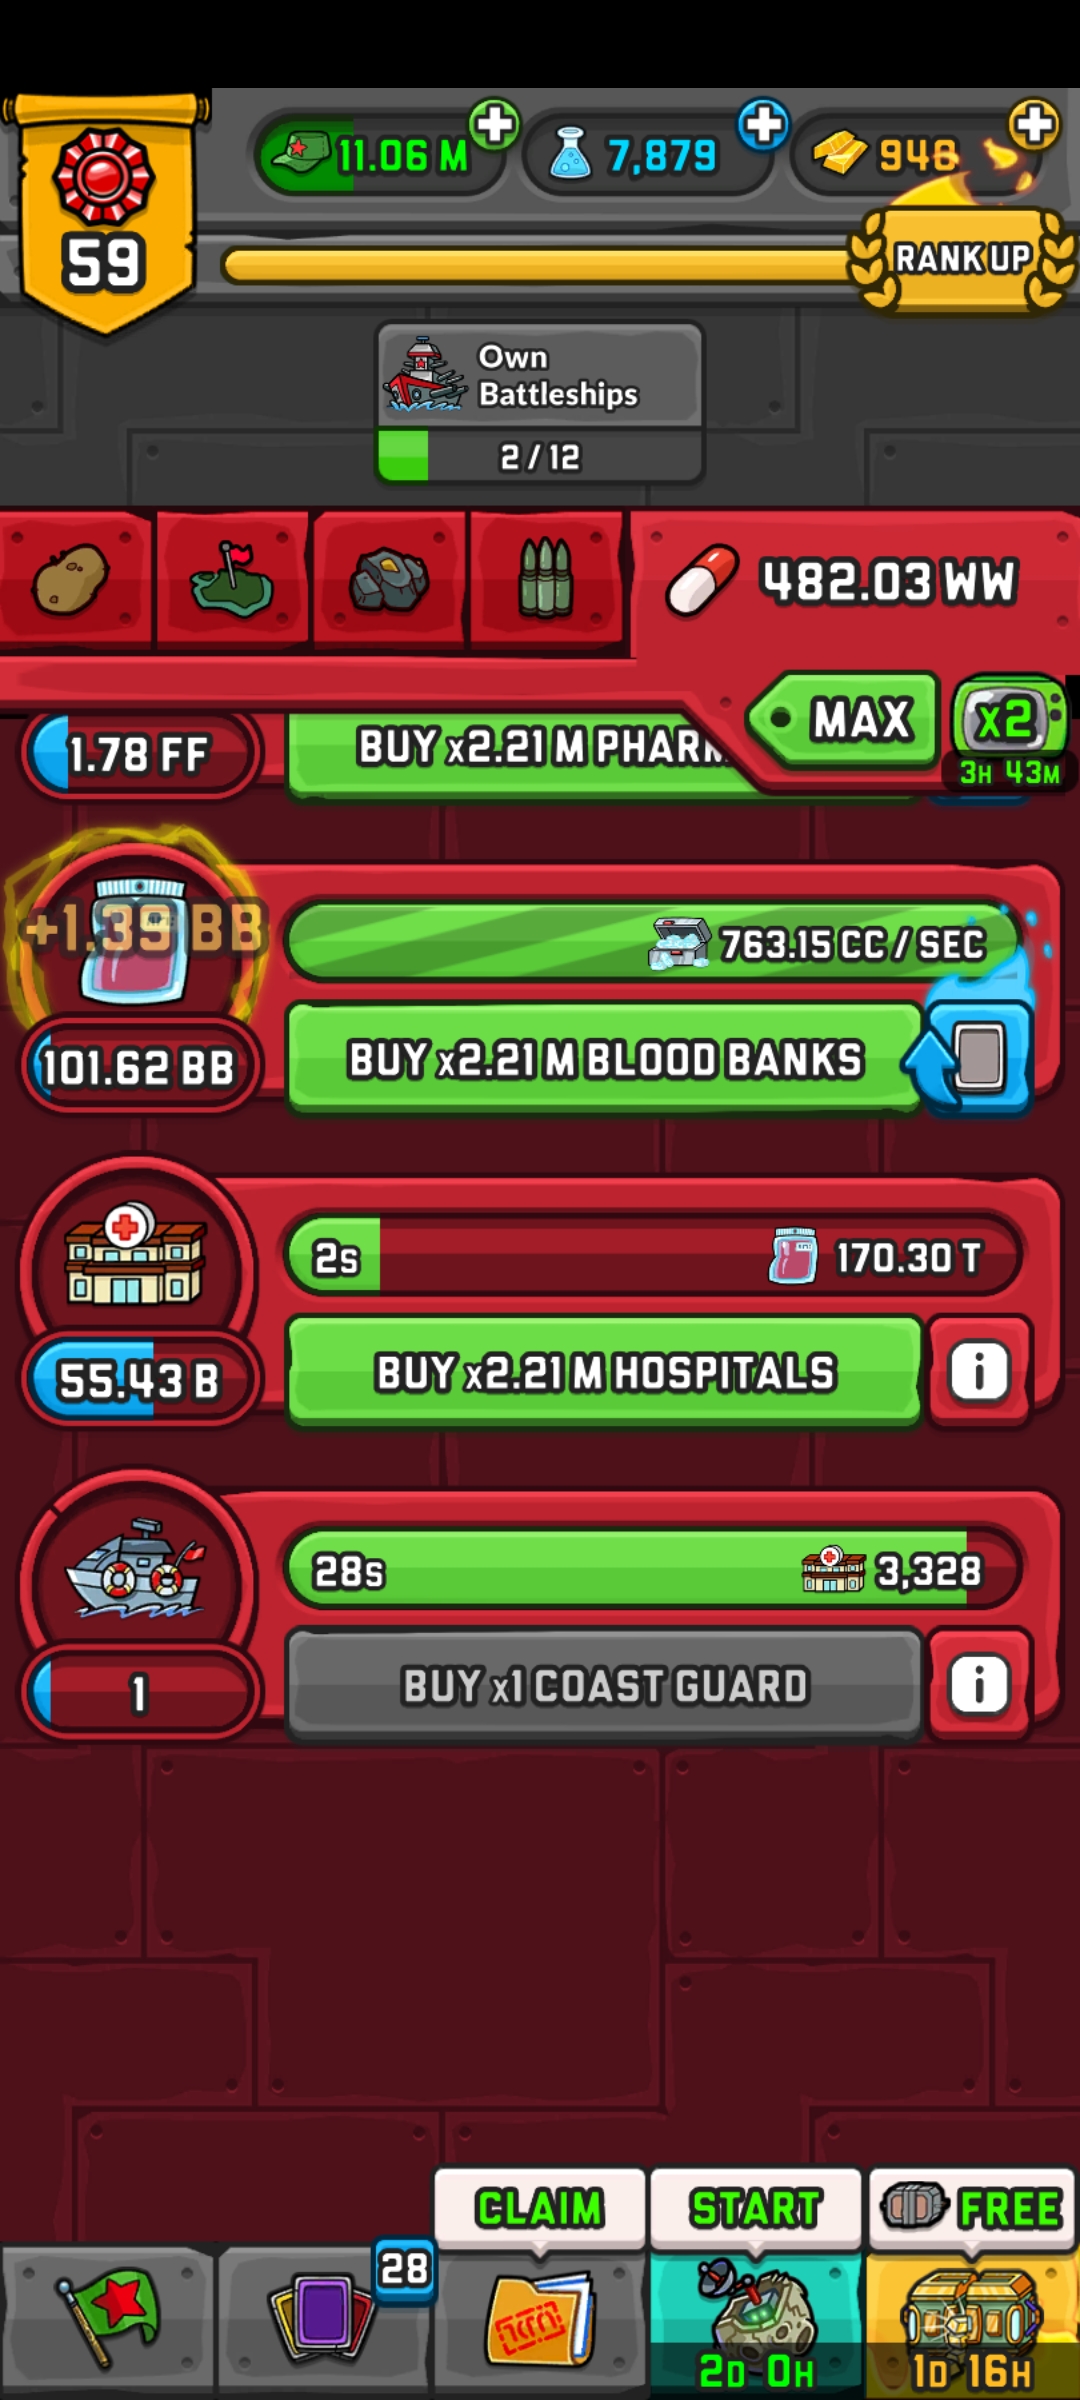 11.06 M
7,879
948
59
RANK UP
Own
Battleships
2 / 12
482.03 WW
MAX
x2
3H 43M
1.78 FF
BUY x2.21 M
+1.39 BB
763.15 CC / SEC
101.62 BB
BUY x2.21 M BLOOD BANKS
2s
170.30 T
55.43 B
BUY x2.21 M HOSPITALS
i
28s
3,328
1
BUY x1 COAST GUARD
i
CLAIM
START
FREE
28
2D 0H
1D 16H